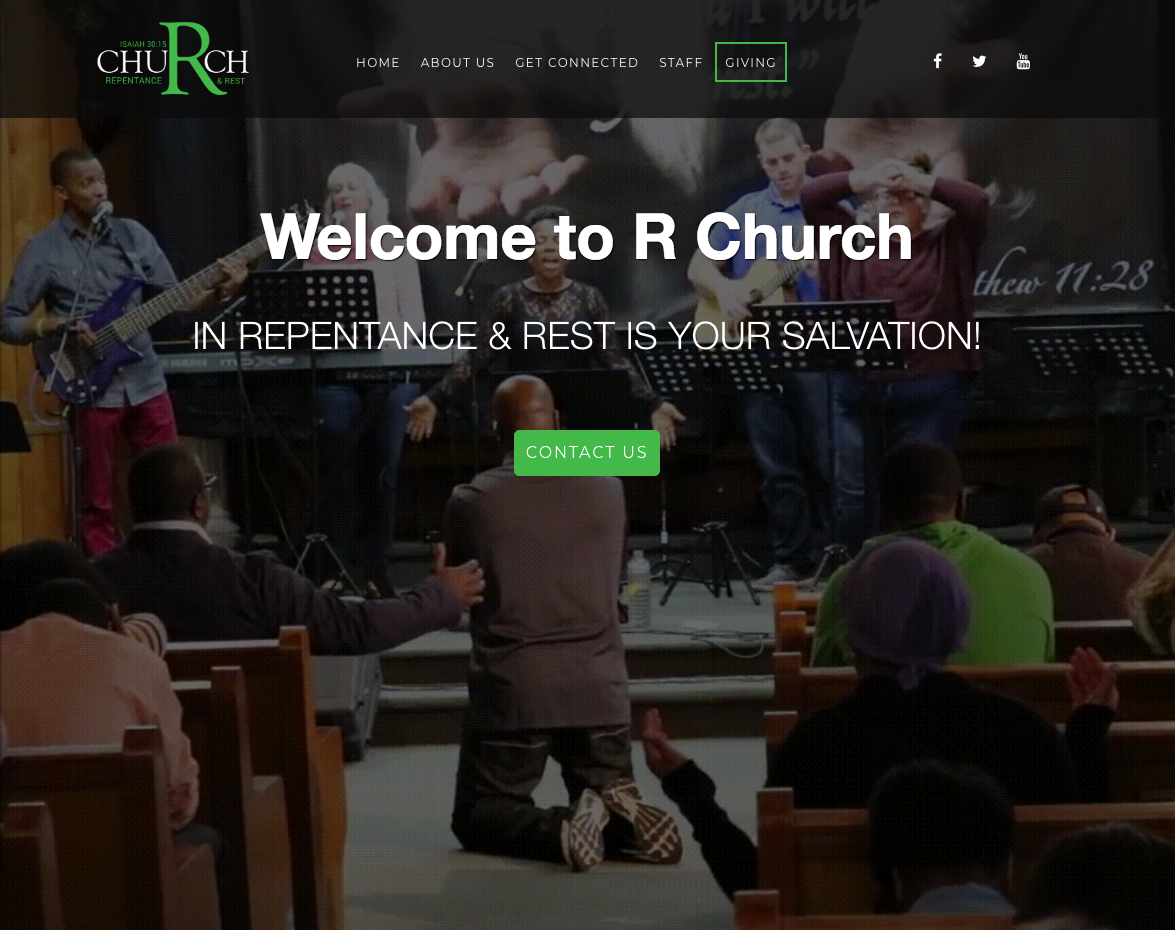 ISAIAH 30:15
CHURCH
REPENTANCE & REST
HOME ABOUT US GET CONNECTED STAFF GIVING
You
Tube
Welcome to R Church
thew 11:28
IN REPENTANCE & REST IS YOUR SALVATION!
CONTACT US